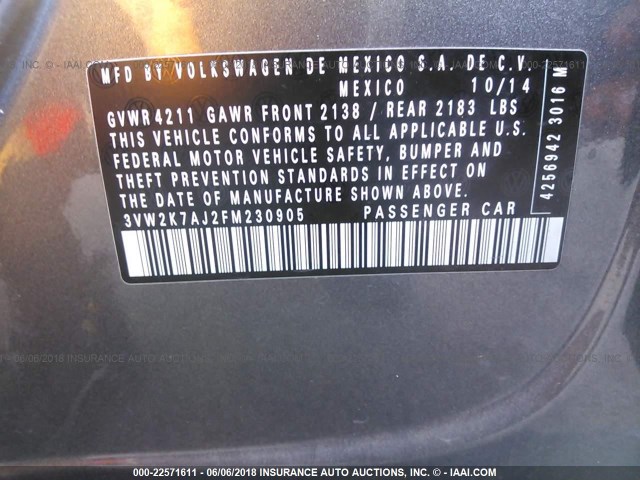 MFD BY VOLKSWAGEN DE MEXICO S.A. DE C.V.
MEXICO 10/14
GVWR 4211 GAWR FRONT 2138 / REAR 2183 LBS
THIS VEHICLE CONFORMS TO ALL APPLICABLE U.S.
FEDERAL MOTOR VEHICLE SAFETY, BUMPER AND
THEFT PREVENTION STANDARDS IN EFFECT ON
THE DATE OF MANUFACTURE SHOWN ABOVE.
3VW2K7AJ2FM230905 PASSENGER CAR
4256942 3016 M
000-22571611 - 06/06/2018 INSURANCE AUTO AUCTIONS, INC. - © - IAAI.COM